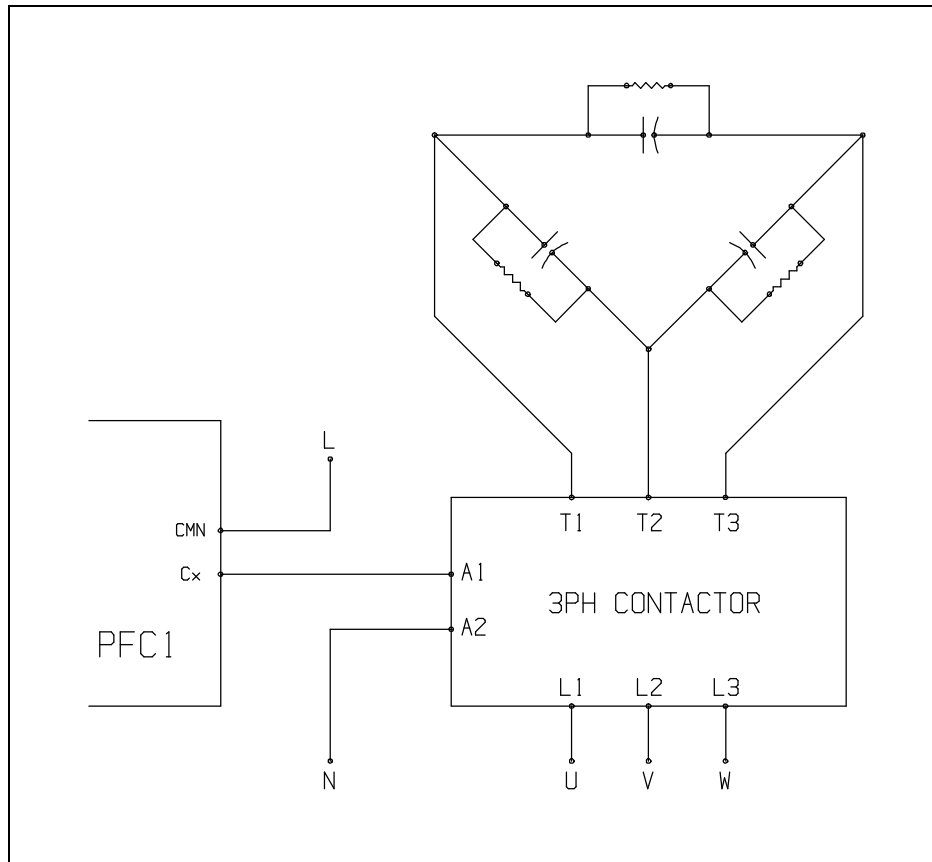 L
T1 T2 T3
CMN
Cx
A1
3PH CONTACTOR
A2
PFC1
L1 L2 L3
N
U V W